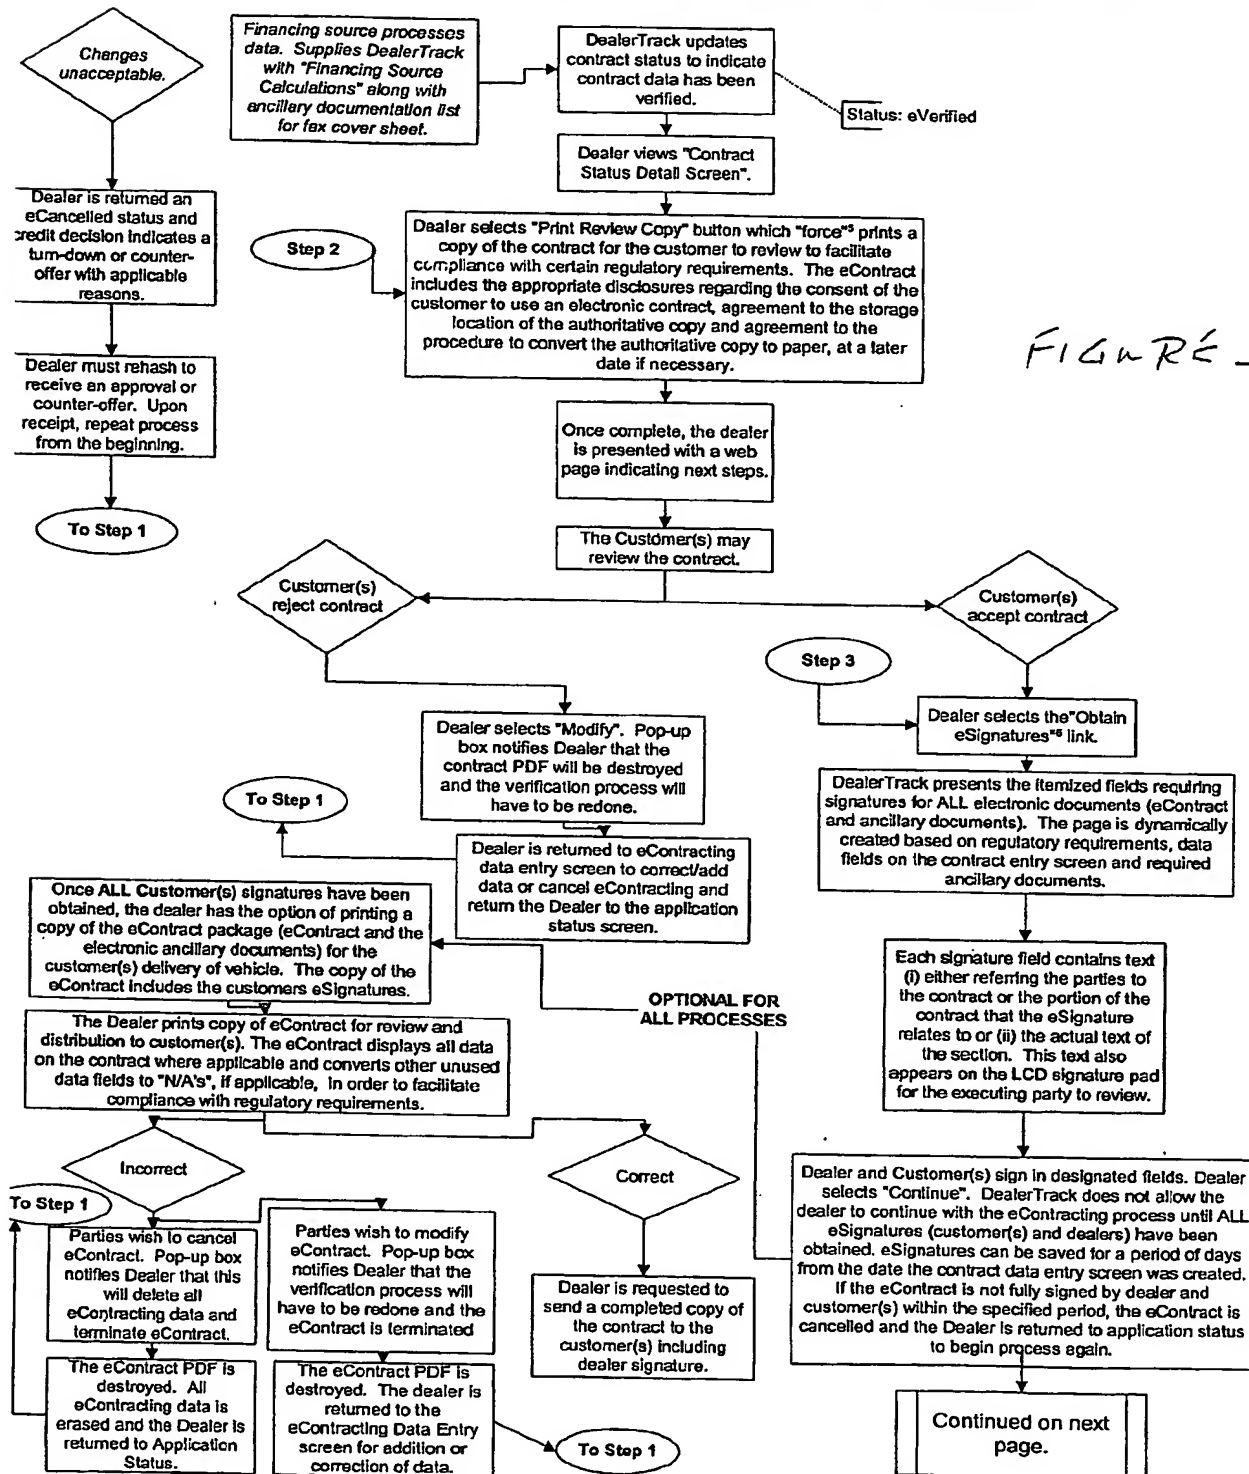 Changes
unacceptable.
Financing source processes
data. Supplies DealerTrack
with "Financing Source
Calculations" along with
ancillary documentation list
for fax cover sheet.
DealerTrack updates
contract status to indicate
contract data has been
verified.
Status: eVerified
Dealer views "Contract
Status Detail Screen".
Dealer is returned an
eCancelled status and
credit decision indicates a
turn-down or counter-
offer with applicable
reasons.
Step 2
Dealer selects "Print Review Copy" button which "force"⁵ prints a
copy of the contract for the customer to review to facilitate
compliance with certain regulatory requirements. The eContract
includes the appropriate disclosures regarding the consent of the
customer to use an electronic contract, agreement to the storage
location of the authoritative copy and agreement to the
procedure to convert the authoritative copy to paper, at a later
date if necessary.
FIGURE
Dealer must rehash to
receive an approval or
counter-offer. Upon
receipt, repeat process
from the beginning.
To Step 1
Once complete, the dealer
is presented with a web
page indicating next steps.
The Customer(s) may
review the contract.
Customer(s)
reject contract
Customer(s)
accept contract
Step 3
Dealer selects the"Obtain
eSignatures"⁶ link.
Dealer selects "Modify". Pop-up
box notifies Dealer that the
contract PDF will be destroyed
and the verification process will
have to be redone.
To Step 1
DealerTrack presents the itemized fields requiring
signatures for ALL electronic documents (eContract
and ancillary documents). The page is dynamically
created based on regulatory requirements, data
fields on the contract entry screen and required
ancillary documents.
Dealer is returned to eContracting
data entry screen to correct/add
data or cancel eContracting and
return the Dealer to the application
status screen.
Once ALL Customer(s) signatures have been
obtained, the dealer has the option of printing a
copy of the eContract package (eContract and the
electronic ancillary documents) for the
customer(s) delivery of vehicle. The copy of the
eContract includes the customers eSignatures.
OPTIONAL FOR
ALL PROCESSES
Each signature field contains text
(i) either referring the parties to
the contract or the portion of the
contract that the eSignature
relates to or (ii) the actual text of
the section. This text also
appears on the LCD signature pad
for the executing party to review.
The Dealer prints copy of eContract for review and
distribution to customer(s). The eContract displays all data
on the contract where applicable and converts other unused
data fields to "N/A's", if applicable, in order to facilitate
compliance with regulatory requirements.
Incorrect
Correct
To Step 1
Parties wish to cancel
eContract. Pop-up box
notifies Dealer that this
will delete all
eContracting data and
terminate eContract.
Parties wish to modify
eContract. Pop-up box
notifies Dealer that the
verification process will
have to be redone and the
eContract is terminated
Dealer is requested to
send a completed copy of
the contract to the
customer(s) including
dealer signature.
Dealer and Customer(s) sign in designated fields. Dealer
selects "Continue". DealerTrack does not allow the
dealer to continue with the eContracting process until ALL
eSignatures (customer(s) and dealers) have been
obtained. eSignatures can be saved for a period of days
from the date the contract data entry screen was created.
If the eContract is not fully signed by dealer and
customer(s) within the specified period, the eContract is
cancelled and the Dealer is returned to application status
to begin process again.
The eContract PDF is
destroyed. All
eContracting data is
erased and the Dealer is
returned to Application
Status.
The eContract PDF is
destroyed. The dealer is
returned to the
eContracting Data Entry
screen for addition or
correction of data.
To Step 1
Continued on next
page.